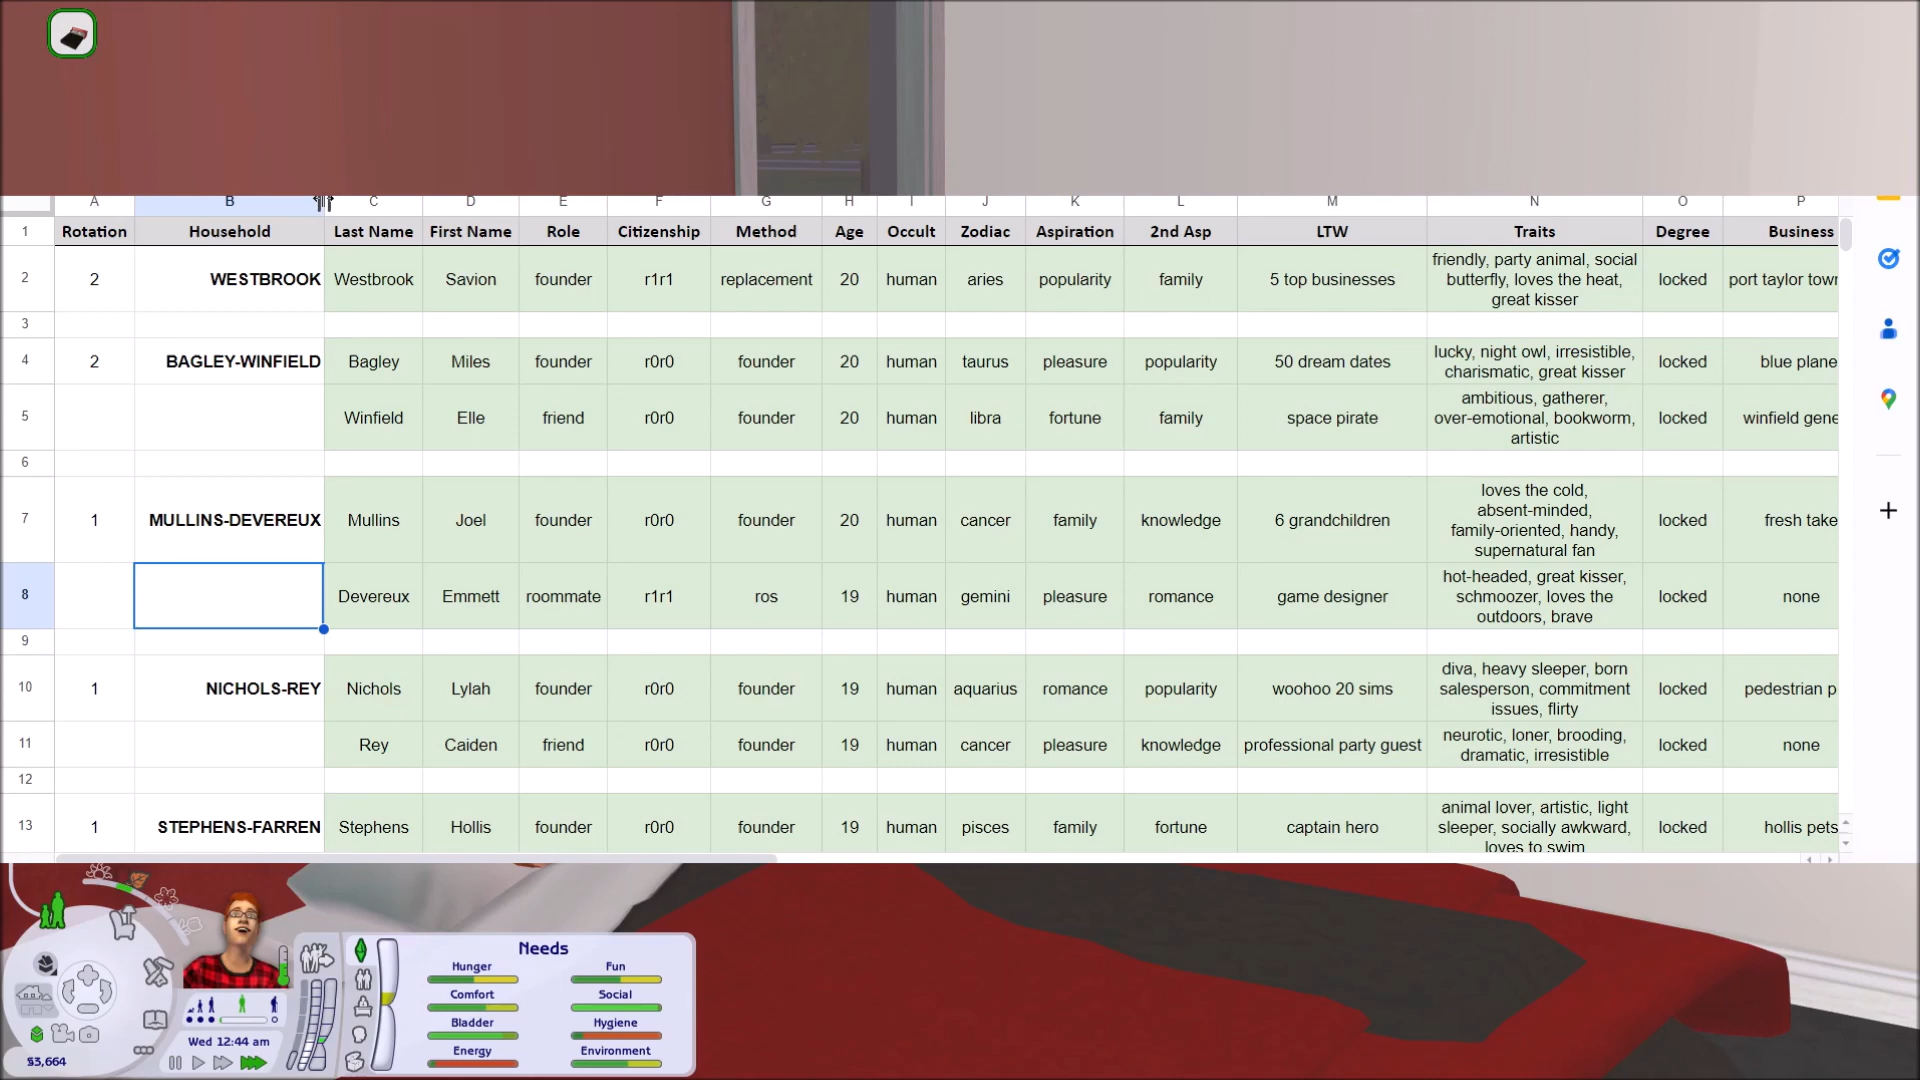 A B C D E F G H I J K L M N O P
1 Rotation Household Last Name First Name Role Citizenship Method Age Occult Zodiac Aspiration 2nd Asp LTW Traits Degree Business
2 2 WESTBROOK Westbrook Savion founder r1r1 replacement 20 human aries popularity family 5 top businesses friendly, party animal, social locked port taylor town
butterfly, loves the heat,
great kisser
3
4 2 BAGLEY-WINFIELD Bagley Miles founder r0r0 founder 20 human taurus pleasure popularity 50 dream dates lucky, night owl, irresistible, locked blue plane
charismatic, great kisser
5 Winfield Elle friend r0r0 founder 20 human libra fortune family space pirate ambitious, gatherer, locked winfield gene
over-emotional, bookworm,
artistic
6
7 1 MULLINS-DEVEREUX Mullins Joel founder r0r0 founder 20 human cancer family knowledge 6 grandchildren loves the cold, locked fresh take
absent-minded,
family-oriented, handy,
supernatural fan
8 Devereux Emmett roommate r1r1 ros 19 human gemini pleasure romance game designer hot-headed, great kisser, locked none
schmoozer, loves the
outdoors, brave
9
10 1 NICHOLS-REY Nichols Lylah founder r0r0 founder 19 human aquarius romance popularity woohoo 20 sims diva, heavy sleeper, born locked pedestrian p
salesperson, commitment
issues, flirty
11 Rey Caiden friend r0r0 founder 19 human cancer pleasure knowledge professional party guest neurotic, loner, brooding, locked none
dramatic, irresistible
12
13 1 STEPHENS-FARREN Stephens Hollis founder r0r0 founder 19 human pisces family fortune captain hero animal lover, artistic, light locked hollis pets
sleeper, socially awkward,
loves to swim
Needs
Hunger Fun
Comfort Social
Bladder Hygiene
Energy Environment
Wed 12:44 am
§3,664